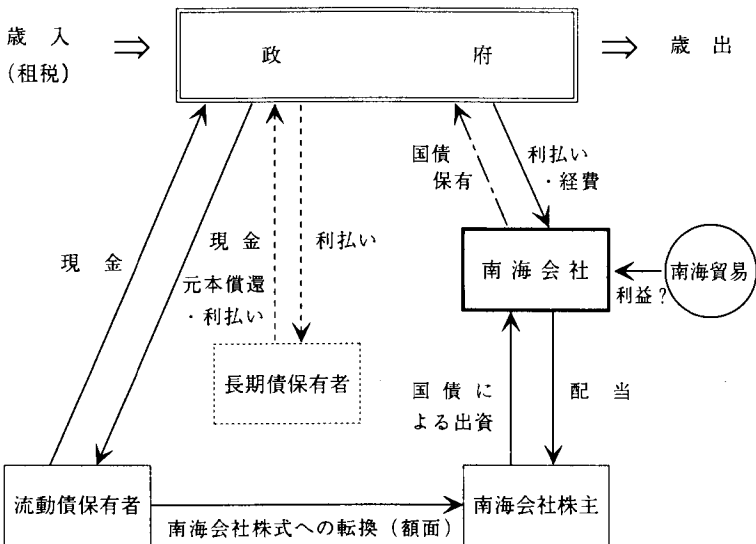 歳入
(租税)
政府
歳出
国債
保有
利払い
・経費
現金
現金
利払い
元本償還
・利払い
南海会社
南海貿易
利益?
長期債保有者
国債に
よる出資
配当
流動債保有者
南海会社株主
南海会社株式への転換(額面)